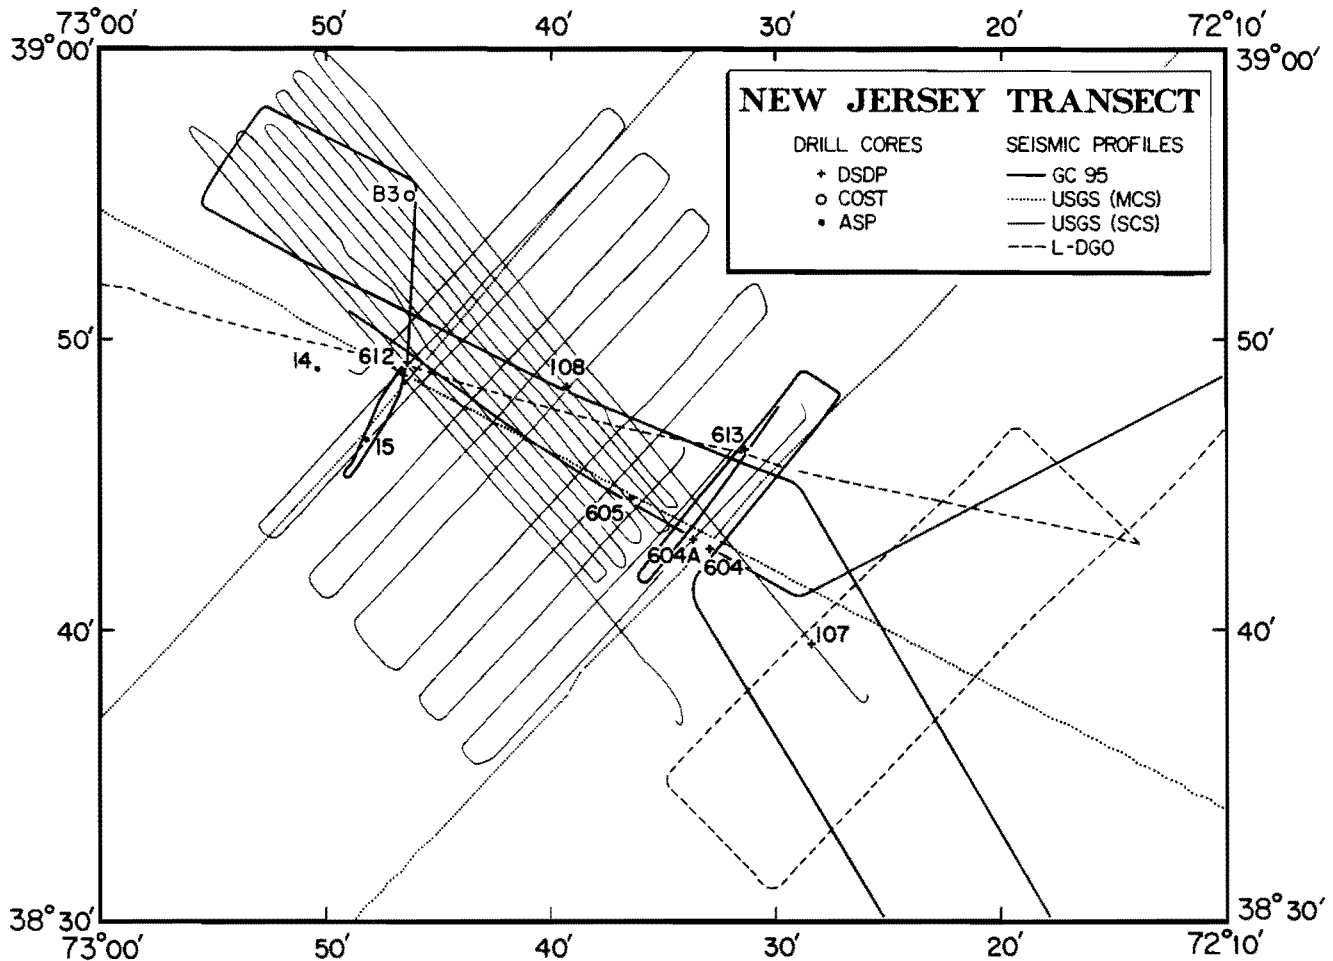 73°00′ 50′ 40′ 30′ 20′ 72°10′
39°00′ 39°00′
NEW JERSEY TRANSECT
DRILL CORES SEISMIC PROFILES
+ DSDP GC 95
o COST USGS (MCS)
• ASP USGS (SCS)
L-DGO
B3
50′ 50′
14 612 108
15 613
605
604A 604
40′ 107 40′
38°30′ 38°30′
73°00′ 50′ 40′ 30′ 20′ 72°10′